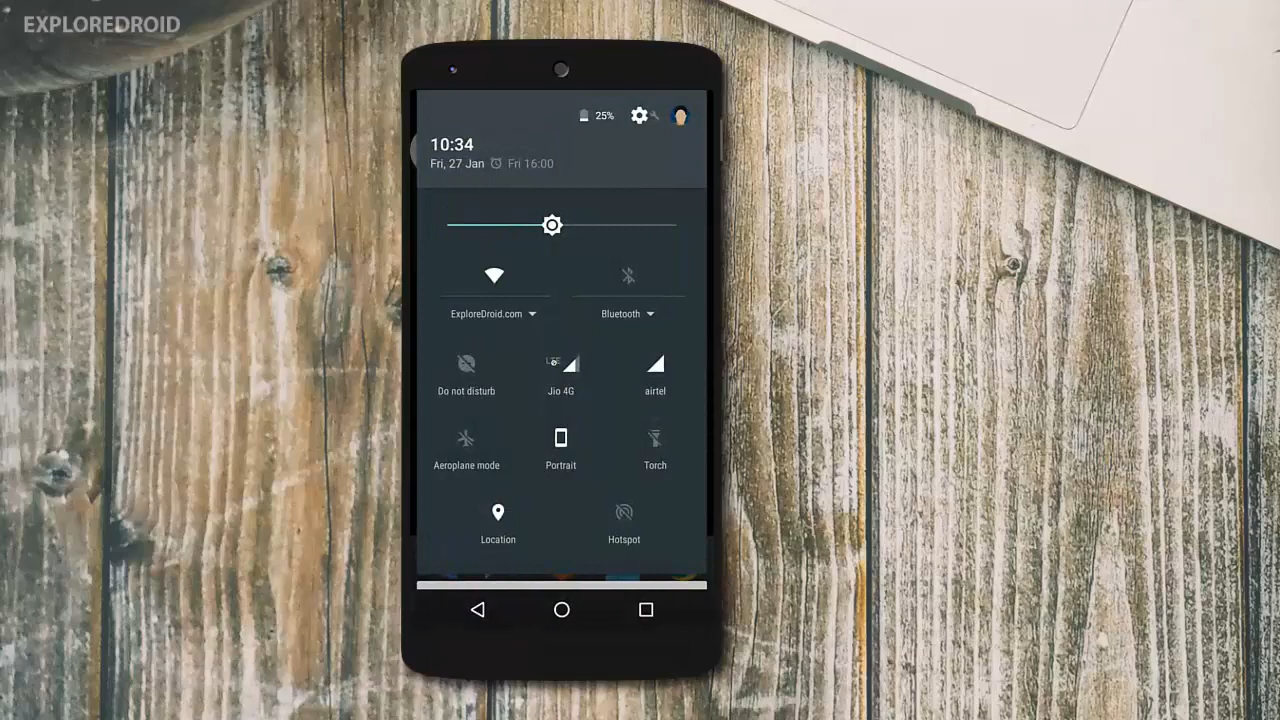 EXPLOREDROID
25%
10:34
Fri, 27 Jan Fri 16:00
ExploreDroid.com Bluetooth
LTE
Do not disturb Jio 4G airtel
Aeroplane mode Portrait Torch
Location Hotspot